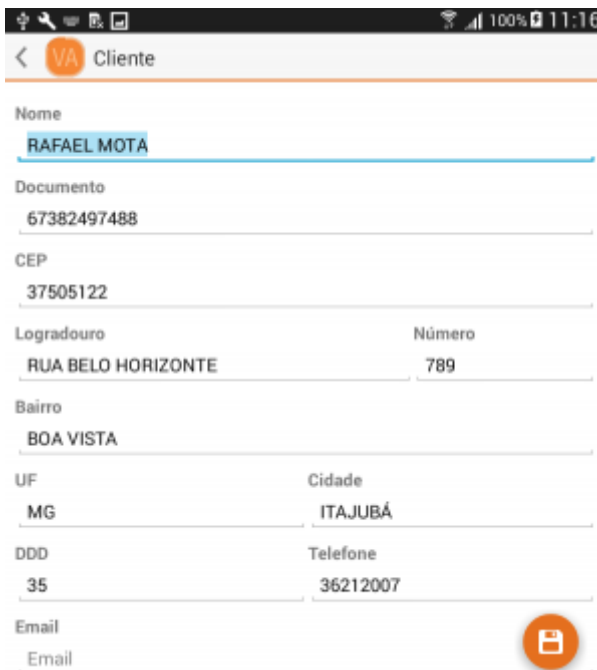 100% 11:16
VA Cliente
Nome
RAFAEL MOTA
Documento
67382497488
CEP
37505122
Logradouro Número
RUA BELO HORIZONTE 789
Bairro
BOA VISTA
UF Cidade
MG ITAJUBÁ
DDD Telefone
35 36212007
Email
Email